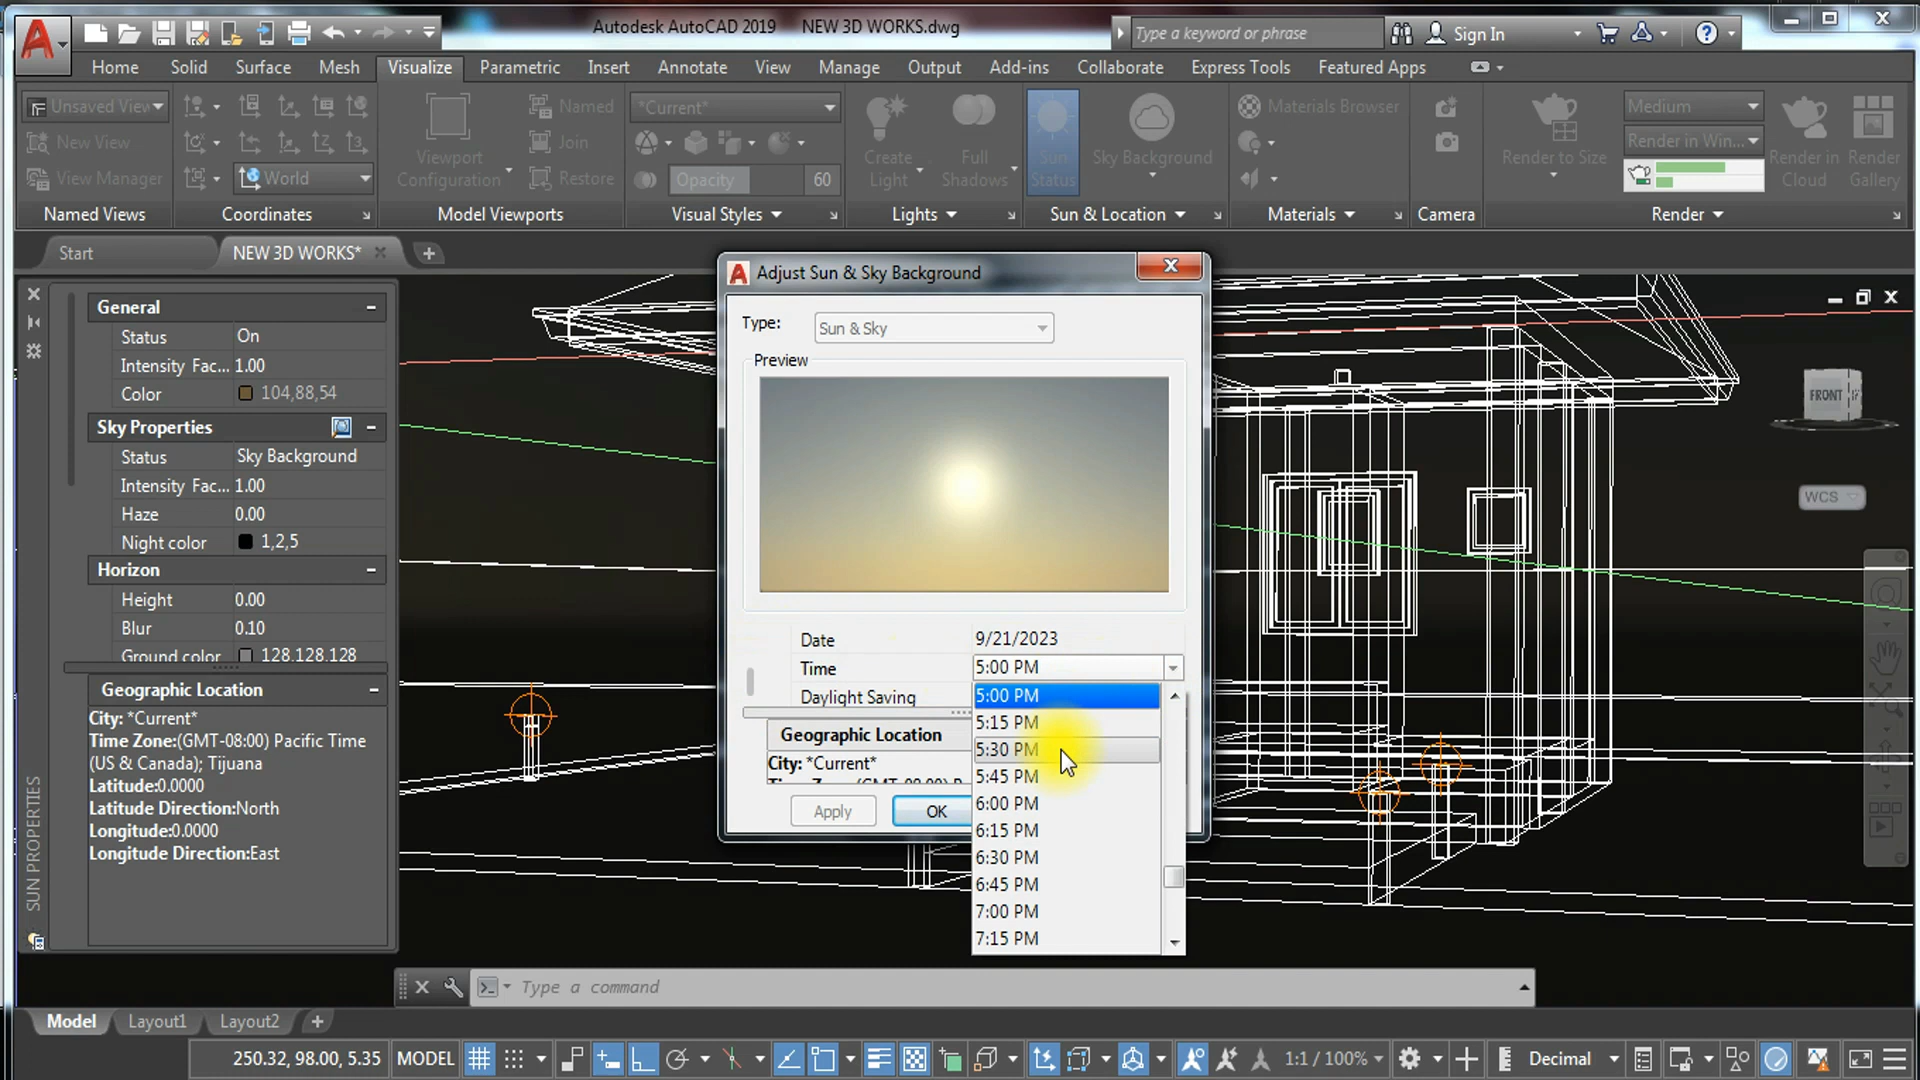 Autodesk AutoCAD 2019 NEW 3D WORKS.dwg
Type a keyword or phrase
Sign In
Home Solid Surface Mesh Visualize Parametric Insert Annotate View Manage Output Add-ins Collaborate Express Tools Featured Apps
Unsaved View
New View
View Manager
World
Viewport
Configuration
Named
Join
Restore
*Current*
Opacity 60
Create
Light
Full
Shadows
Sun
Status
Sky Background
Materials Browser
Render to Size
Medium
Render in Win...
Render in
Cloud
Render
Gallery
Named Views Coordinates Model Viewports Visual Styles Lights Sun & Location Materials Camera Render
Start
NEW 3D WORKS*
General
Status On
Intensity Fac... 1.00
Color 104,88,54
Sky Properties
Status Sky Background
Intensity Fac... 1.00
Haze 0.00
Night color 1,2,5
Horizon
Height 0.00
Blur 0.10
Ground color 128,128,128
Geographic Location
City: *Current*
Time Zone:(GMT-08:00) Pacific Time
(US & Canada); Tijuana
Latitude:0.0000
Latitude Direction:North
Longitude:0.0000
Longitude Direction:East
SUN PROPERTIES
Adjust Sun & Sky Background
Type: Sun & Sky
Preview
Date 9/21/2023
Time 5:00 PM
Daylight Saving
5:00 PM
5:15 PM
5:30 PM
5:45 PM
6:00 PM
6:15 PM
6:30 PM
6:45 PM
7:00 PM
7:15 PM
Geographic Location
City: *Current*
Apply
OK
FRONT
WCS
Type a command
Model Layout1 Layout2
250.32, 98.00, 5.35 MODEL
1:1 / 100%
Decimal